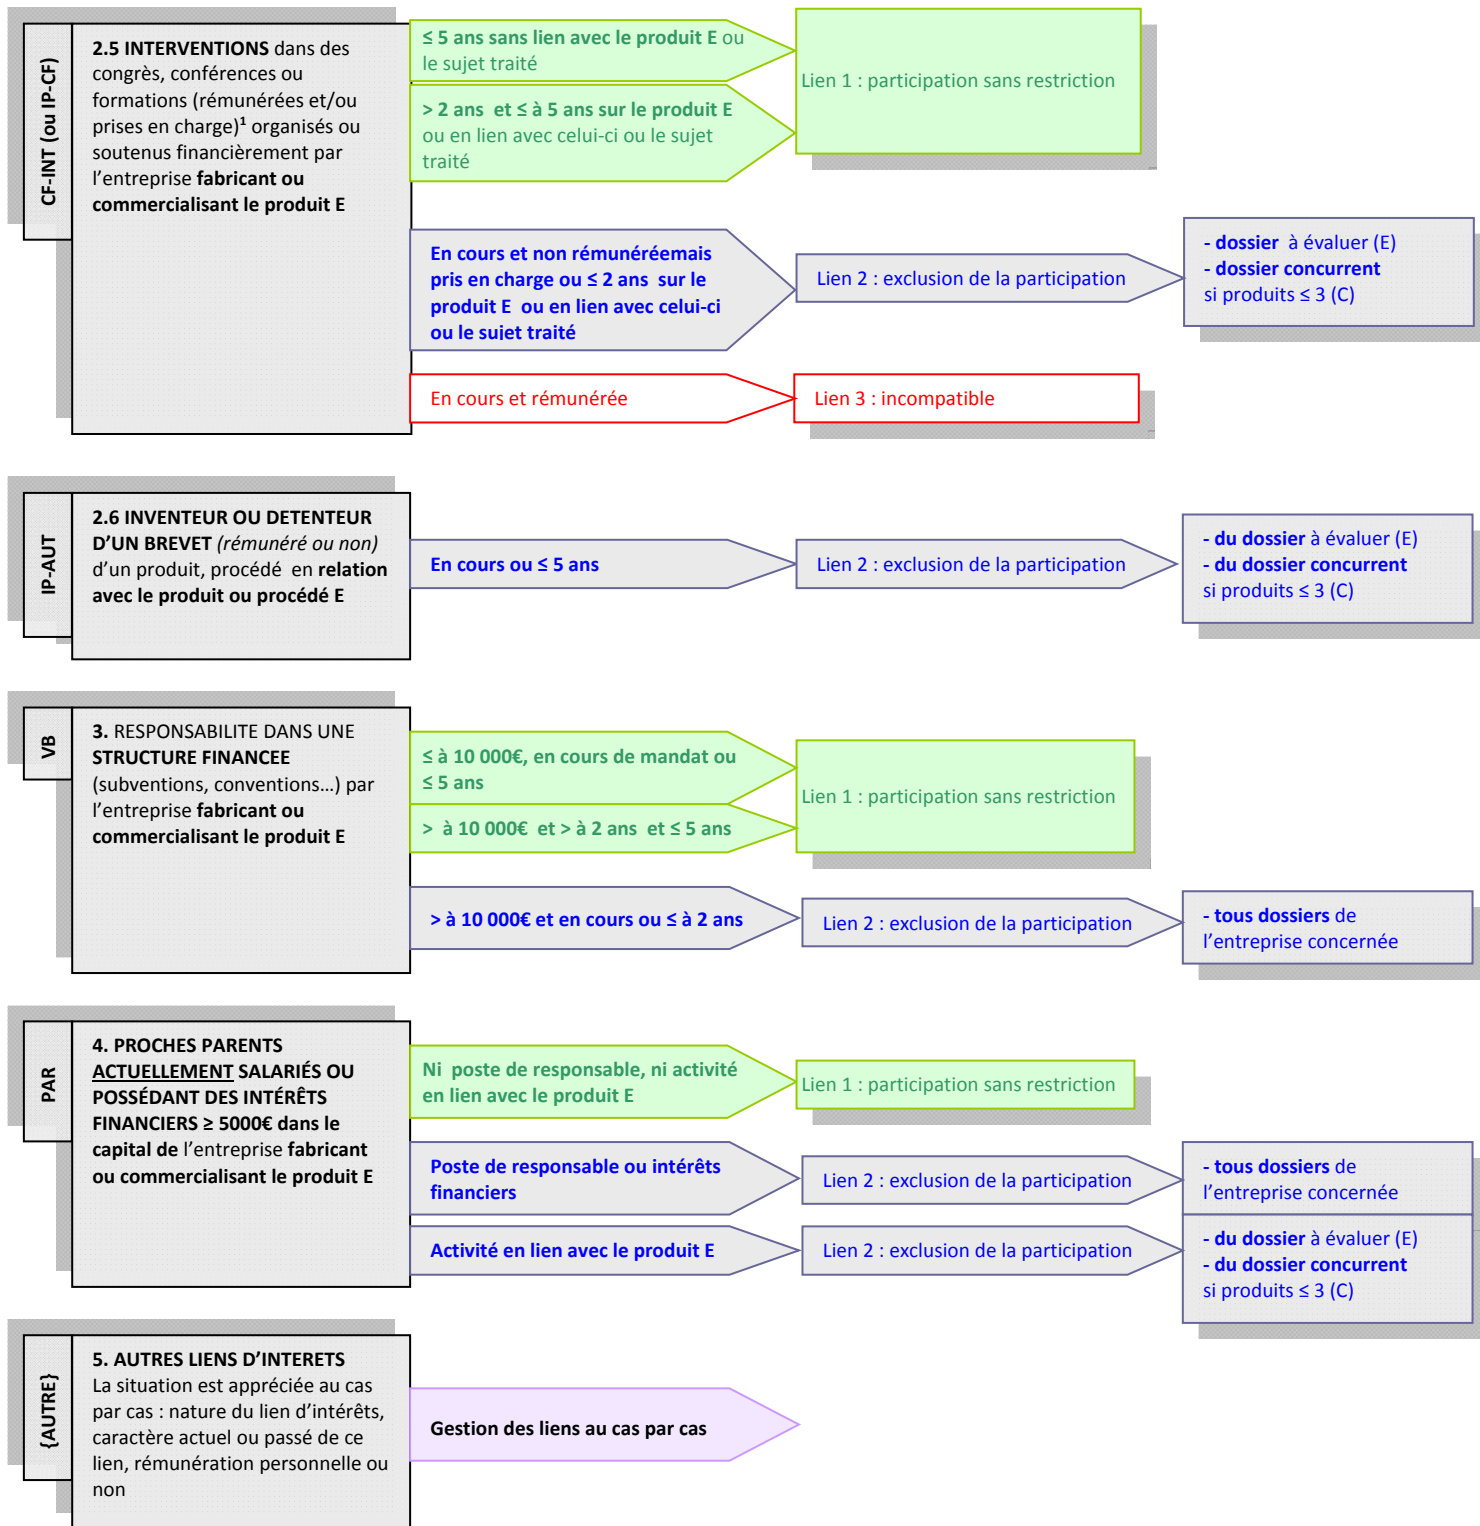 CF-INT (ou IP-CF)
2.5 INTERVENTIONS dans des
congrès, conférences ou
formations (rémunérées et/ou
prises en charge)¹ organisés ou
soutenus financièrement par
l’entreprise fabricant ou
commercialisant le produit E
≤ 5 ans sans lien avec le produit E ou
le sujet traité
> 2 ans et ≤ à 5 ans sur le produit E
ou en lien avec celui-ci ou le sujet
traité
Lien 1 : participation sans restriction
En cours et non rémunéréemais
pris en charge ou ≤ 2 ans sur le
produit E ou en lien avec celui-ci
ou le sujet traité
Lien 2 : exclusion de la participation
- dossier à évaluer (E)
- dossier concurrent
si produits ≤ 3 (C)
En cours et rémunérée
Lien 3 : incompatible
IP-AUT
2.6 INVENTEUR OU DETENTEUR
D’UN BREVET (rémunéré ou non)
d’un produit, procédé en relation
avec le produit ou procédé E
En cours ou ≤ 5 ans
Lien 2 : exclusion de la participation
- du dossier à évaluer (E)
- du dossier concurrent
si produits ≤ 3 (C)
VB
3. RESPONSABILITE DANS UNE
STRUCTURE FINANCEE
(subventions, conventions…) par
l’entreprise fabricant ou
commercialisant le produit E
≤ à 10 000€, en cours de mandat ou
≤ 5 ans
> à 10 000€ et > à 2 ans et ≤ 5 ans
Lien 1 : participation sans restriction
> à 10 000€ et en cours ou ≤ à 2 ans
Lien 2 : exclusion de la participation
- tous dossiers de
l’entreprise concernée
PAR
4. PROCHES PARENTS
ACTUELLEMENT SALARIÉS OU
POSSÉDANT DES INTÉRÊTS
FINANCIERS ≥ 5000€ dans le
capital de l’entreprise fabricant
ou commercialisant le produit E
Ni poste de responsable, ni activité
en lien avec le produit E
Lien 1 : participation sans restriction
Poste de responsable ou intérêts
financiers
Lien 2 : exclusion de la participation
- tous dossiers de
l’entreprise concernée
Activité en lien avec le produit E
Lien 2 : exclusion de la participation
- du dossier à évaluer (E)
- du dossier concurrent
si produits ≤ 3 (C)
{AUTRE}
5. AUTRES LIENS D’INTERETS
La situation est appréciée au cas
par cas : nature du lien d’intérêts,
caractère actuel ou passé de ce
lien, rémunération personnelle ou
non
Gestion des liens au cas par cas